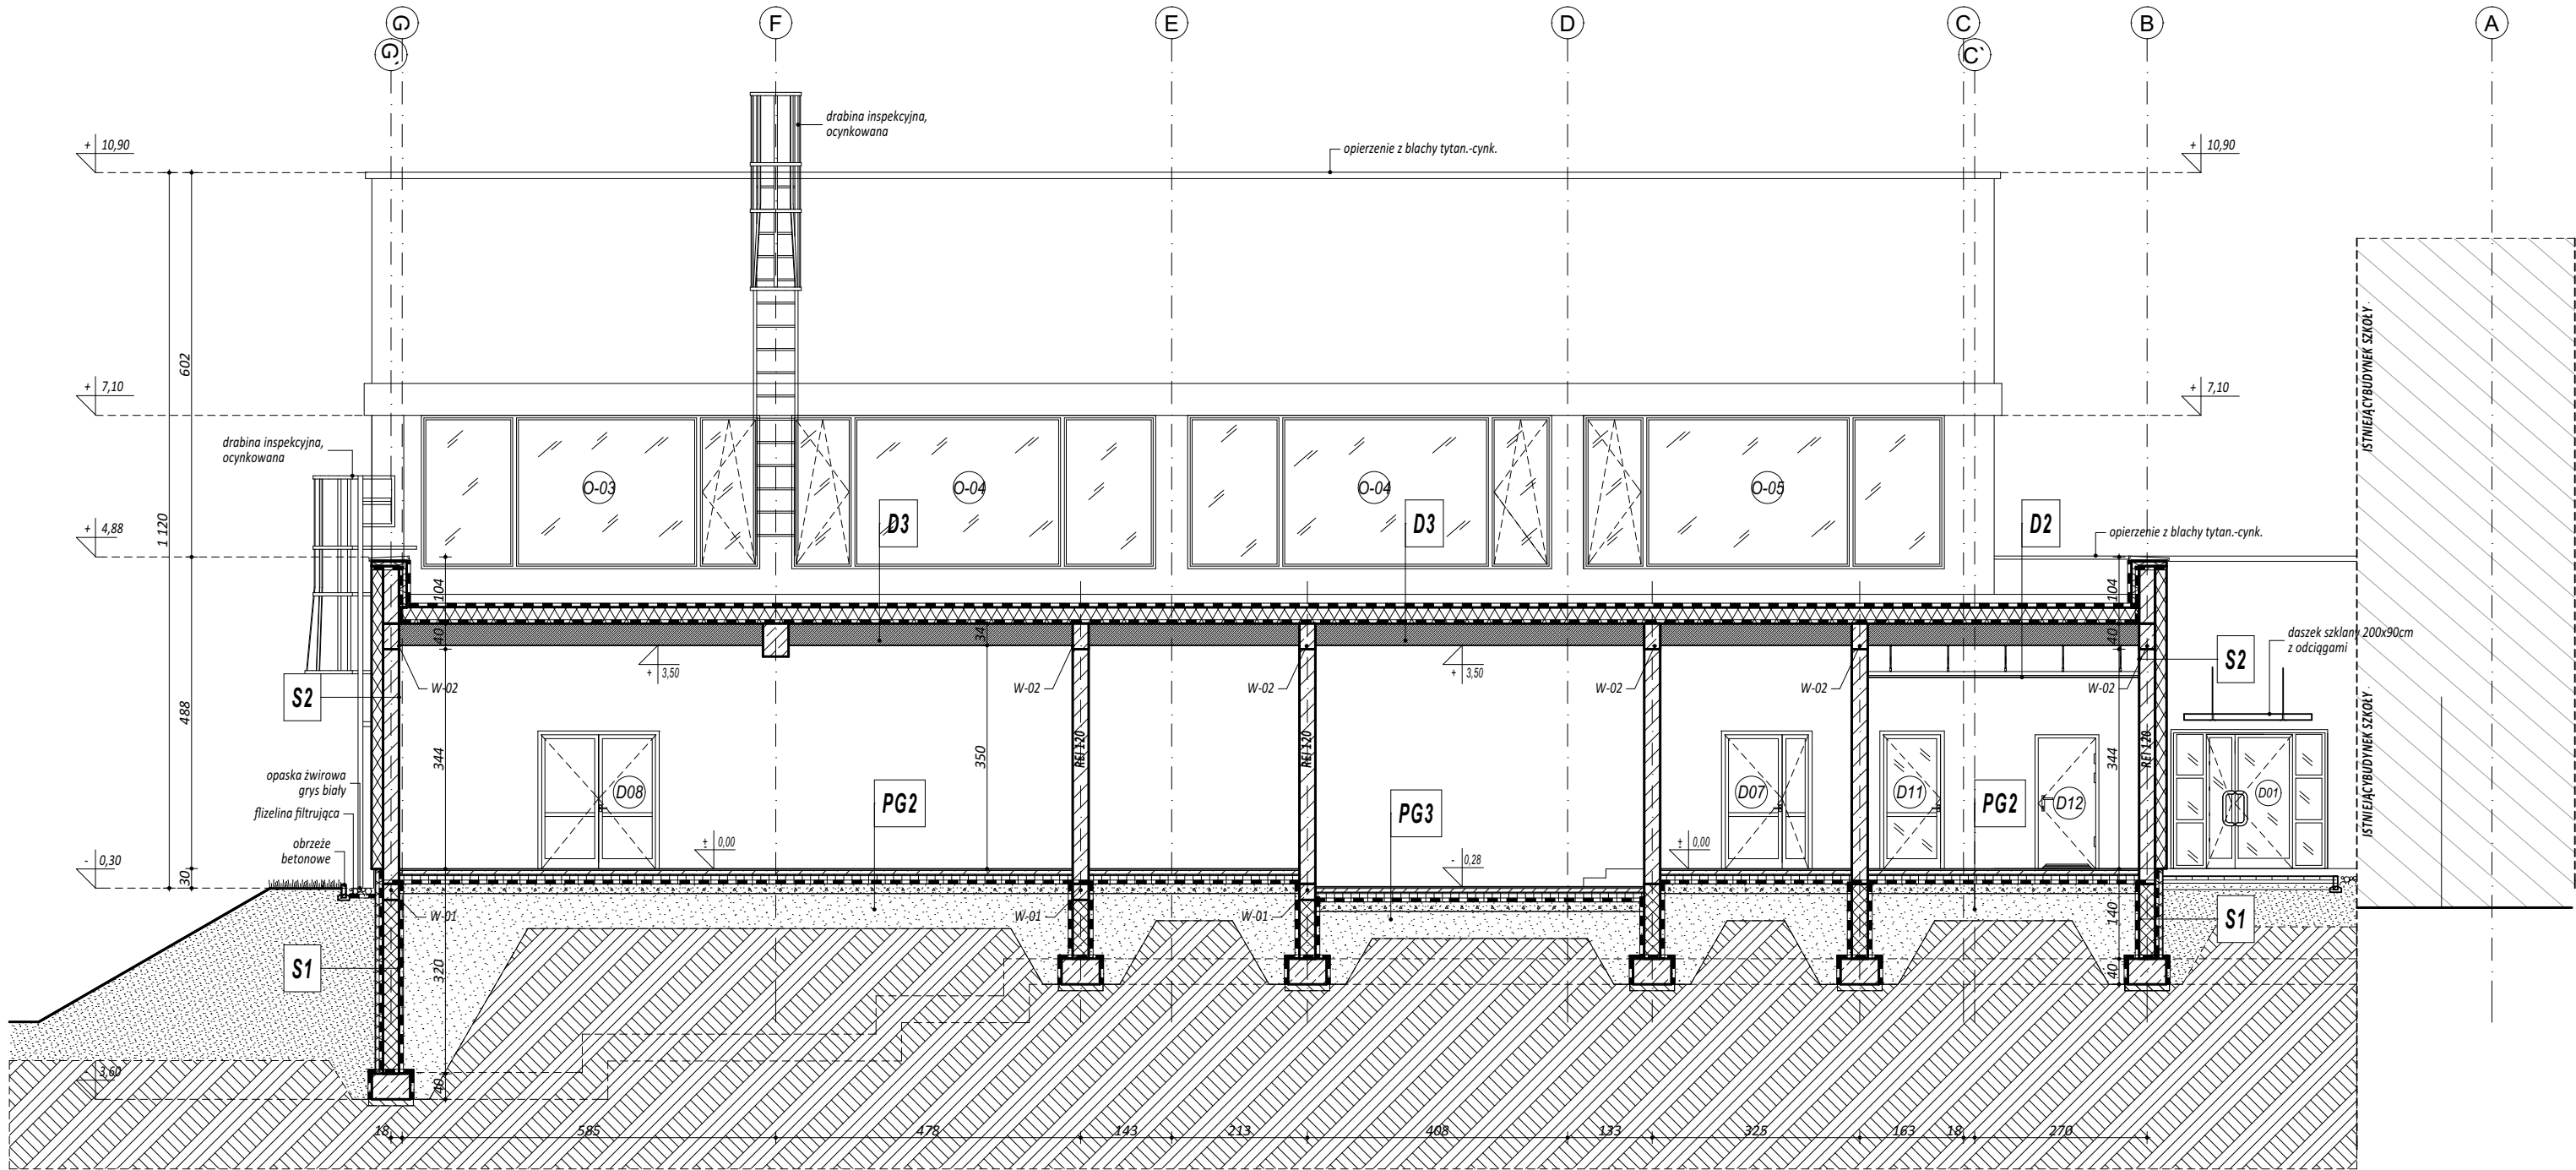 G
G`
F
E
D
C
C`
B
A
drabina inspekcyjna,
ocynkowana
opierzenie z blachy tytan.-cynk.
+ 10,90
+ 10,90
602
1 120
+ 7,10
+ 7,10
drabina inspekcyjna,
ocynkowana
O-03
O-04
O-04
O-05
ISTNIEJĄCYBUDYNEK SZKOŁY
D3
D3
D2
+ 4,88
opierzenie z blachy tytan.-cynk.
104
104
40
34
40
daszek szklany 200x90cm
z odciągami
+ 3,50
+ 3,50
S2
S2
W-02
W-02
W-02
W-02
W-02
W-02
488
344
350
344
REI 120
REI 120
REI 120
ISTNIEJĄCYBUDYNEK SZKOŁY
opaska żwirowa
grys biały
flizelina filtrująca
obrzeże
betonowe
D08
PG2
PG3
D07
D11
PG2
D12
D01
± 0,00
± 0,00
- 0,28
- 0,30
30
W-01
W-01
W-01
140
S1
S1
320
40
3,60
40
18
585
478
143
213
408
133
325
163
18
270